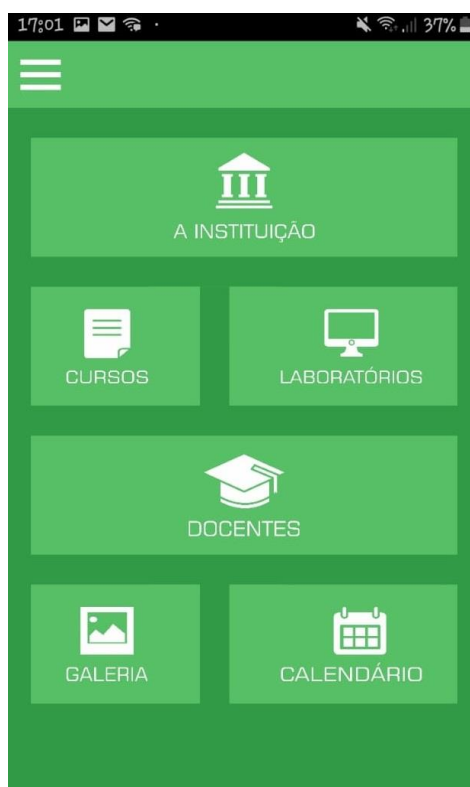 17:01 37%
A INSTITUIÇÃO
CURSOS LABORATÓRIOS
DOCENTES
GALERIA CALENDÁRIO